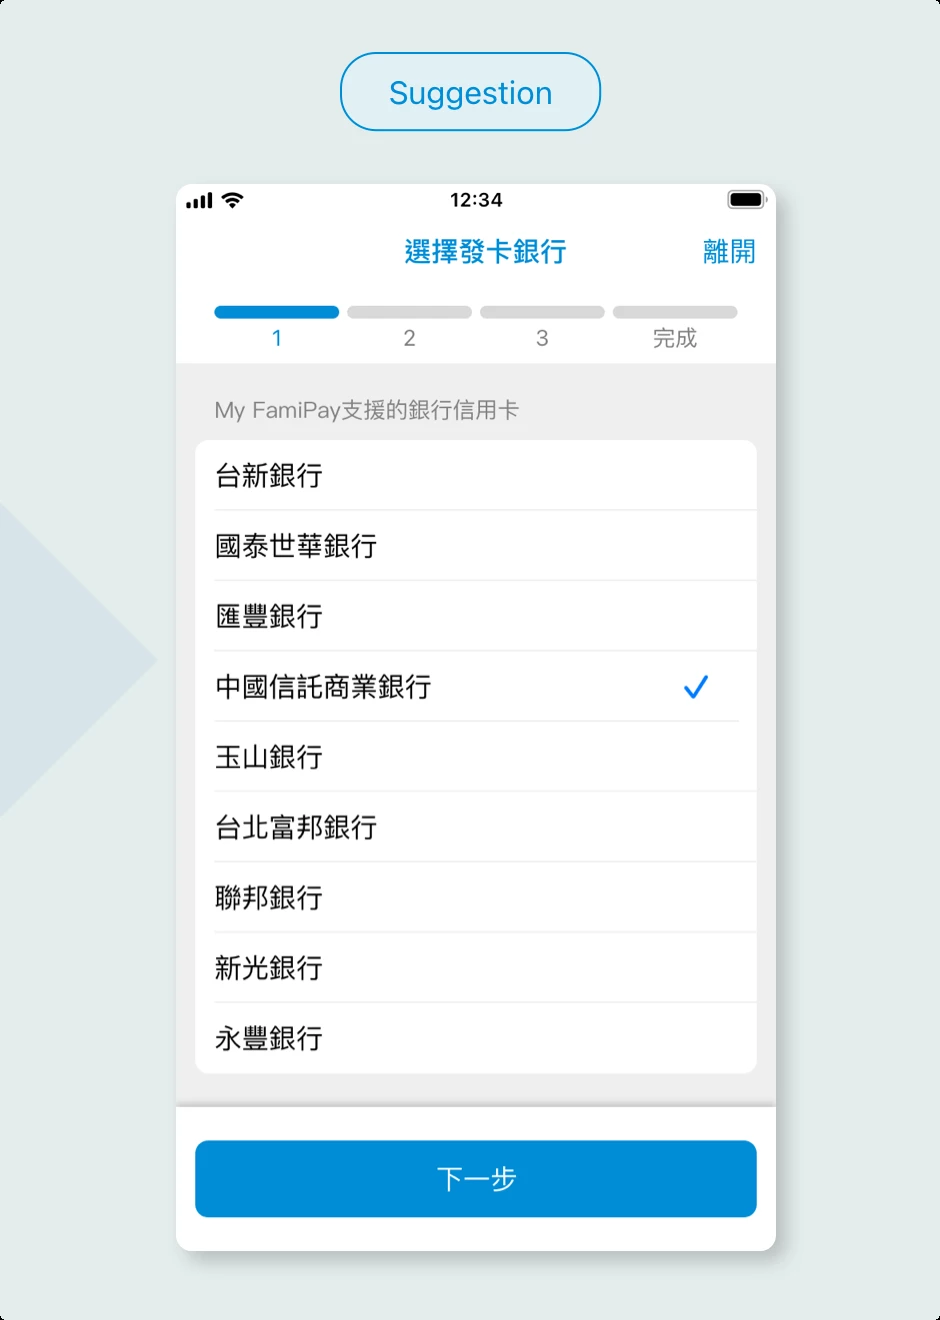 Suggestion
12:34
選擇發卡銀行
離開
1
2
3
完成
My FamiPay支援的銀行信用卡
台新銀行
國泰世華銀行
匯豐銀行
中國信託商業銀行
玉山銀行
台北富邦銀行
聯邦銀行
新光銀行
永豐銀行
下一步